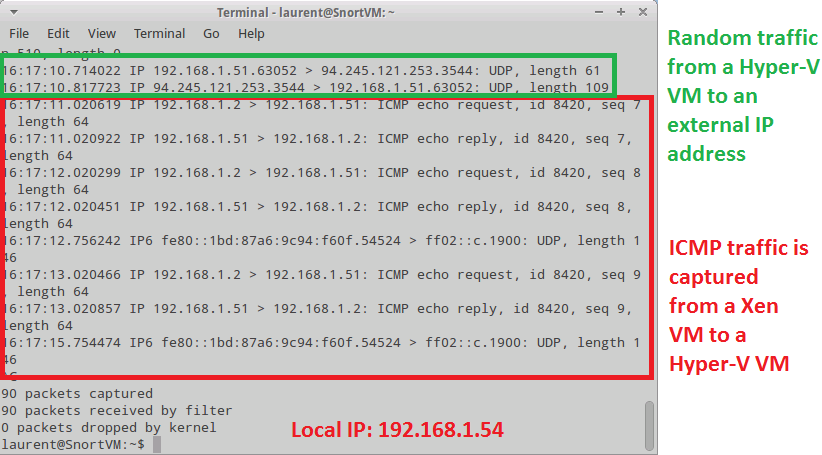 Terminal - laurent@SnortVM: ~
File Edit View Terminal Go Help
n 510, length 0
16:17:10.714022 IP 192.168.1.51.63052 > 94.245.121.253.3544: UDP, length 61
16:17:10.817723 IP 94.245.121.253.3544 > 192.168.1.51.63052: UDP, length 109
16:17:11.020619 IP 192.168.1.2 > 192.168.1.51: ICMP echo request, id 8420, seq 7
, length 64
16:17:11.020922 IP 192.168.1.51 > 192.168.1.2: ICMP echo reply, id 8420, seq 7,
length 64
16:17:12.020299 IP 192.168.1.2 > 192.168.1.51: ICMP echo request, id 8420, seq 8
, length 64
16:17:12.020451 IP 192.168.1.51 > 192.168.1.2: ICMP echo reply, id 8420, seq 8,
length 64
16:17:12.756242 IP6 fe80::1bd:87a6:9c94:f60f.54524 > ff02::c.1900: UDP, length 1
46
16:17:13.020466 IP 192.168.1.2 > 192.168.1.51: ICMP echo request, id 8420, seq 9
, length 64
16:17:13.020857 IP 192.168.1.51 > 192.168.1.2: ICMP echo reply, id 8420, seq 9,
length 64
16:17:15.754474 IP6 fe80::1bd:87a6:9c94:f60f.54524 > ff02::c.1900: UDP, length 1
46
90 packets captured
90 packets received by filter
0 packets dropped by kernel
laurent@SnortVM:~$
Local IP: 192.168.1.54
Random traffic
from a Hyper-V
VM to an
external IP
address
ICMP traffic is
captured
from a Xen
VM to a
Hyper-V VM